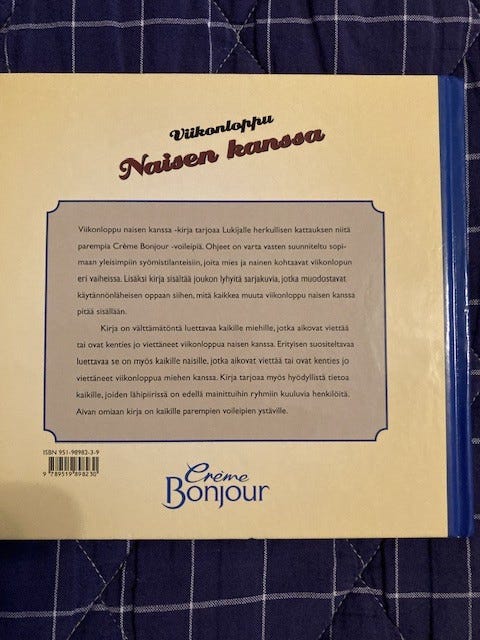 Viikonloppu
Naisen kanssa
Viikonloppu naisen kanssa -kirja tarjoaa Lukijalle herkullisen kattauksen niitä
parempia Crème Bonjour -voileipiä. Ohjeet on varta vasten suunniteltu sopi-
maan yleisimpiin syömistilanteisiin, joita mies ja nainen kohtaavat viikonlopun
eri vaiheissa. Lisäksi kirja sisältää joukon lyhyitä sarjakuvia, jotka muodostavat
käytännönläheisen oppaan siihen, mitä kaikkea muuta viikonloppu naisen kanssa
pitää sisällään.
Kirja on välttämätöntä luettavaa kaikille miehille, jotka aikovat viettää
tai ovat kenties jo viettäneet viikonloppua naisen kanssa. Erityisen suositeltavaa
luettavaa se on myös kaikille naisille, jotka aikovat viettää tai ovat kenties jo
viettäneet viikonloppua miehen kanssa. Kirja tarjoaa myös hyödyllistä tietoa
kaikille, joiden lähipiirissä on edellä mainittuihin ryhmiin kuuluvia henkilöitä.
Aivan omiaan kirja on kaikille parempien voileipien ystäville.
ISBN 951-98982-3-9
9 789519 898230
Crème
Bonjour